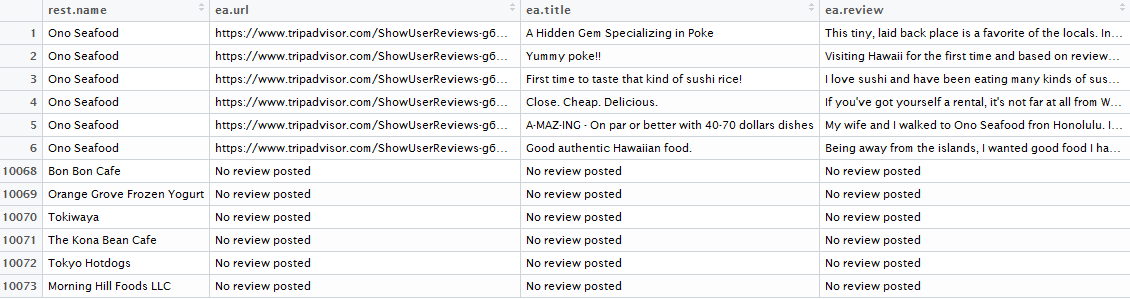 rest.name ea.url ea.title ea.review
1 Ono Seafood https://www.tripadvisor.com/ShowUserReviews-g6... A Hidden Gem Specializing in Poke This tiny, laid back place is a favorite of the locals. In...
2 Ono Seafood https://www.tripadvisor.com/ShowUserReviews-g6... Yummy poke!! Visiting Hawaii for the first time and based on review...
3 Ono Seafood https://www.tripadvisor.com/ShowUserReviews-g6... First time to taste that kind of sushi rice! I love sushi and have been eating many kinds of sus...
4 Ono Seafood https://www.tripadvisor.com/ShowUserReviews-g6... Close. Cheap. Delicious. If you've got yourself a rental, it's not far at all from W...
5 Ono Seafood https://www.tripadvisor.com/ShowUserReviews-g6... A-MAZ-ING - On par or better with 40-70 dollars dishes My wife and I walked to Ono Seafood fron Honolulu. I...
6 Ono Seafood https://www.tripadvisor.com/ShowUserReviews-g6... Good authentic Hawaiian food. Being away from the islands, I wanted good food I ha...
10068 Bon Bon Cafe No review posted No review posted No review posted
10069 Orange Grove Frozen Yogurt No review posted No review posted No review posted
10070 Tokiwaya No review posted No review posted No review posted
10071 The Kona Bean Cafe No review posted No review posted No review posted
10072 Tokyo Hotdogs No review posted No review posted No review posted
10073 Morning Hill Foods LLC No review posted No review posted No review posted